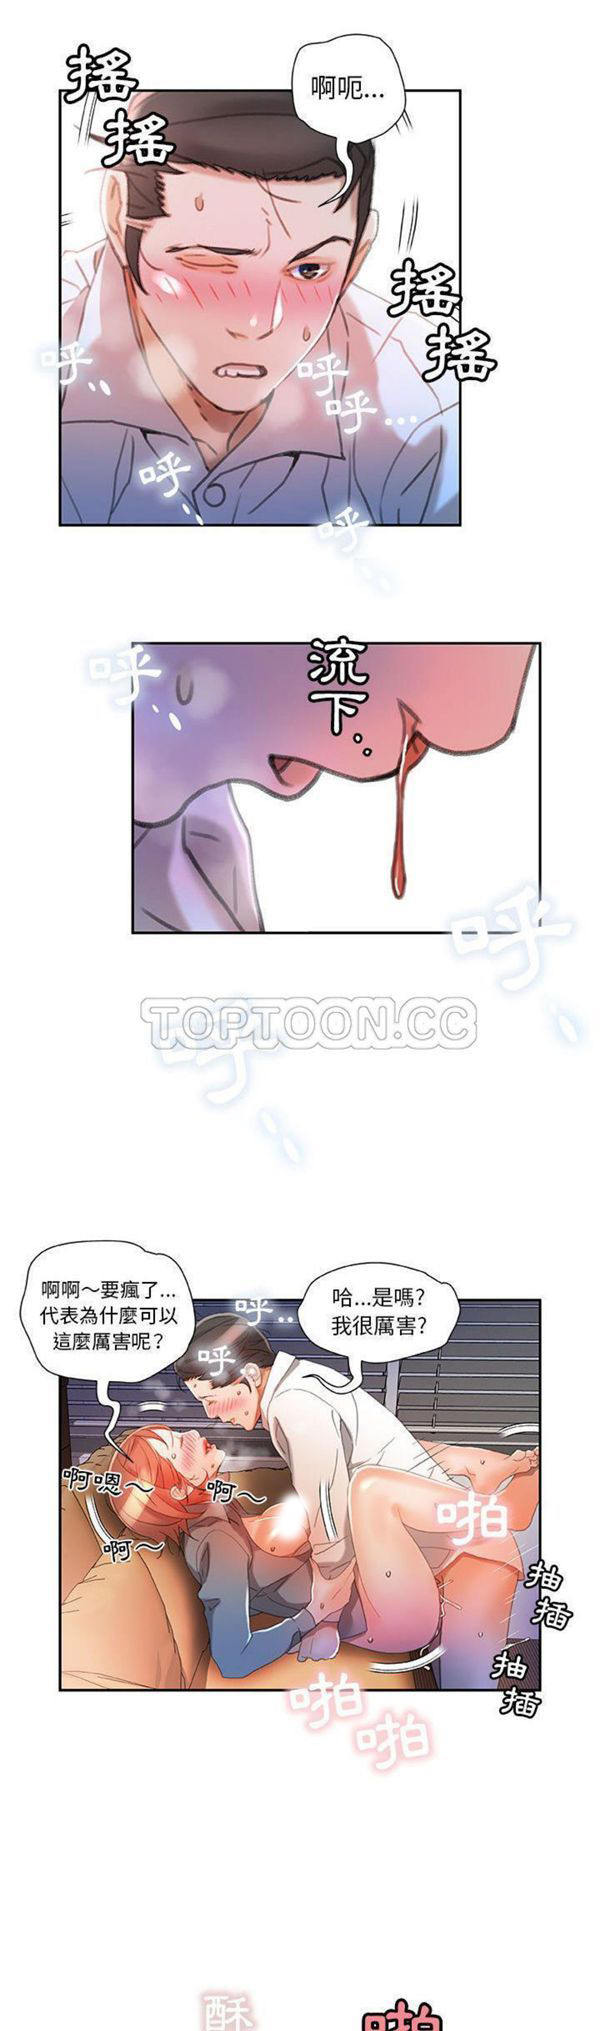 搖
搖
啊呃...
搖
搖
呼..
呼
呼...
呼..
呼..
呼..
流
下..
呼..
TOPTOON.CC
呼..
啊啊～要瘋了...
代表為什麼可以
這麼厲害呢？
呼..
呼..
哈...是嗎?
我很厲害?
啊嗯～
啊～
啊～
啪
抽
插
抽
插
啪
啪
酥
啪